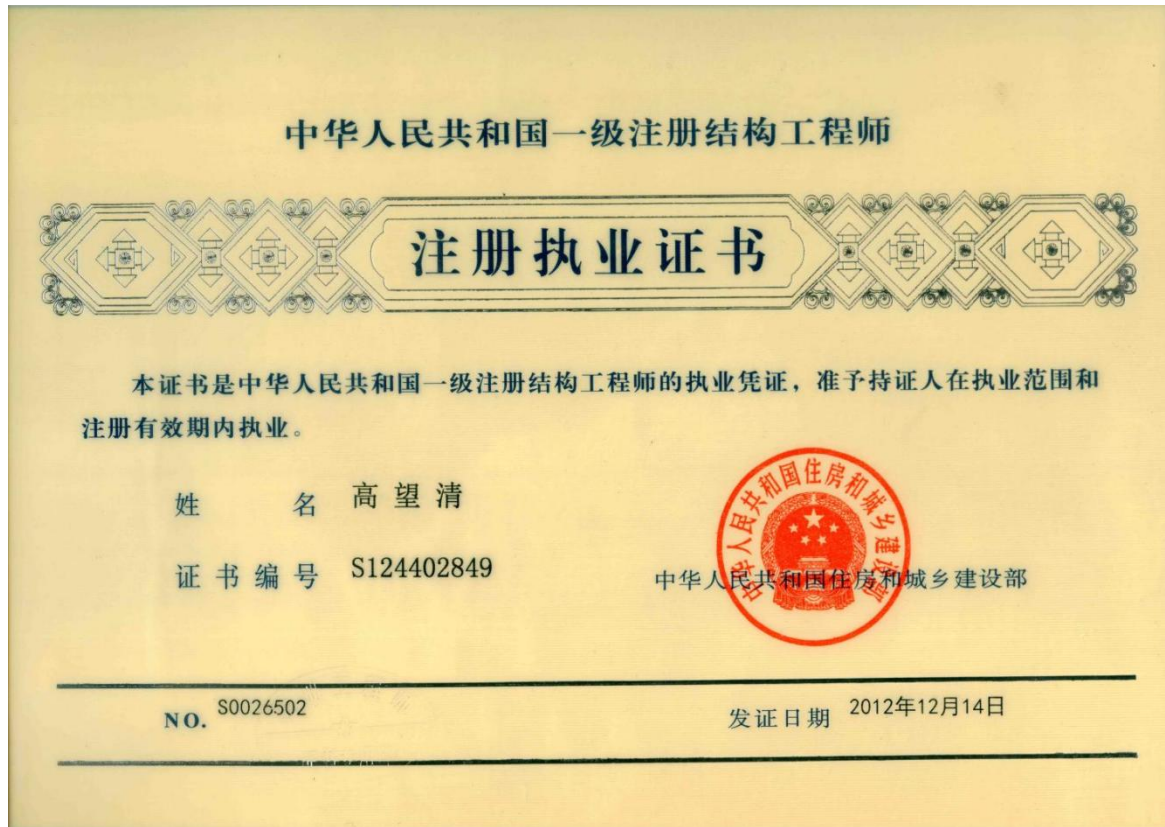 中华人民共和国一级注册结构工程师
注册执业证书
本证书是中华人民共和国一级注册结构工程师的执业凭证，准予持证人在执业范围和
注册有效期内执业。
姓 名 高望清
证书编号 S124402849
中华人民共和国住房和城乡建设部
中华人民共和国住房和城乡建设部
NO. S0026502
发证日期 2012年12月14日